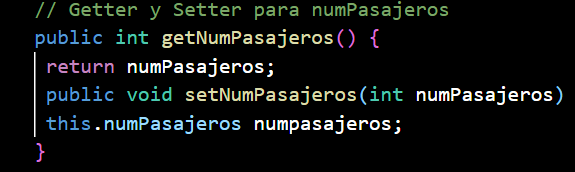 // Getter y Setter para numPasajeros
public int getNumPasajeros() {
return numPasajeros;
public void setNumPasajeros(int numPasajeros)
this.numPasajeros numpasajeros;
}